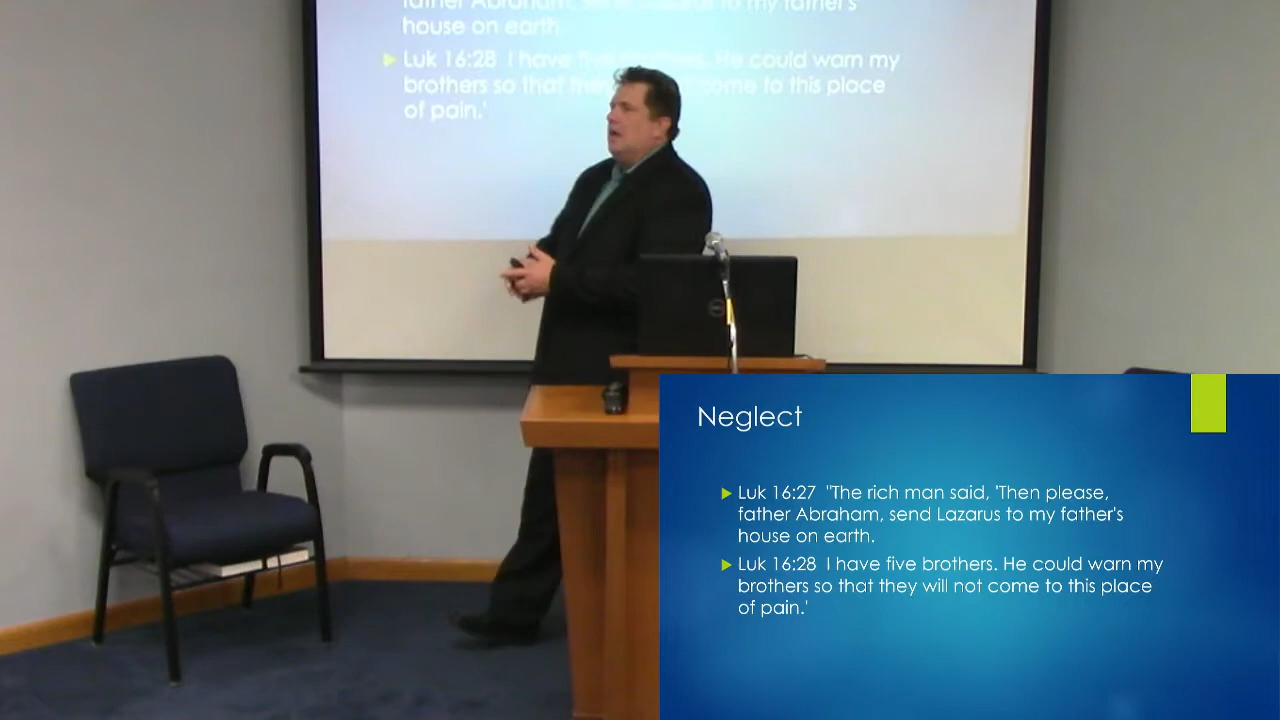 father Abraham, send Lazarus to my father's
house on earth
Luk 16:28 I have five brothers. He could warn my
brothers so that they come to this place
of pain.'
Neglect
Luk 16:27 "The rich man said, 'Then please,
father Abraham, send Lazarus to my father's
house on earth.
Luk 16:28 I have five brothers. He could warn my
brothers so that they will not come to this place
of pain.'